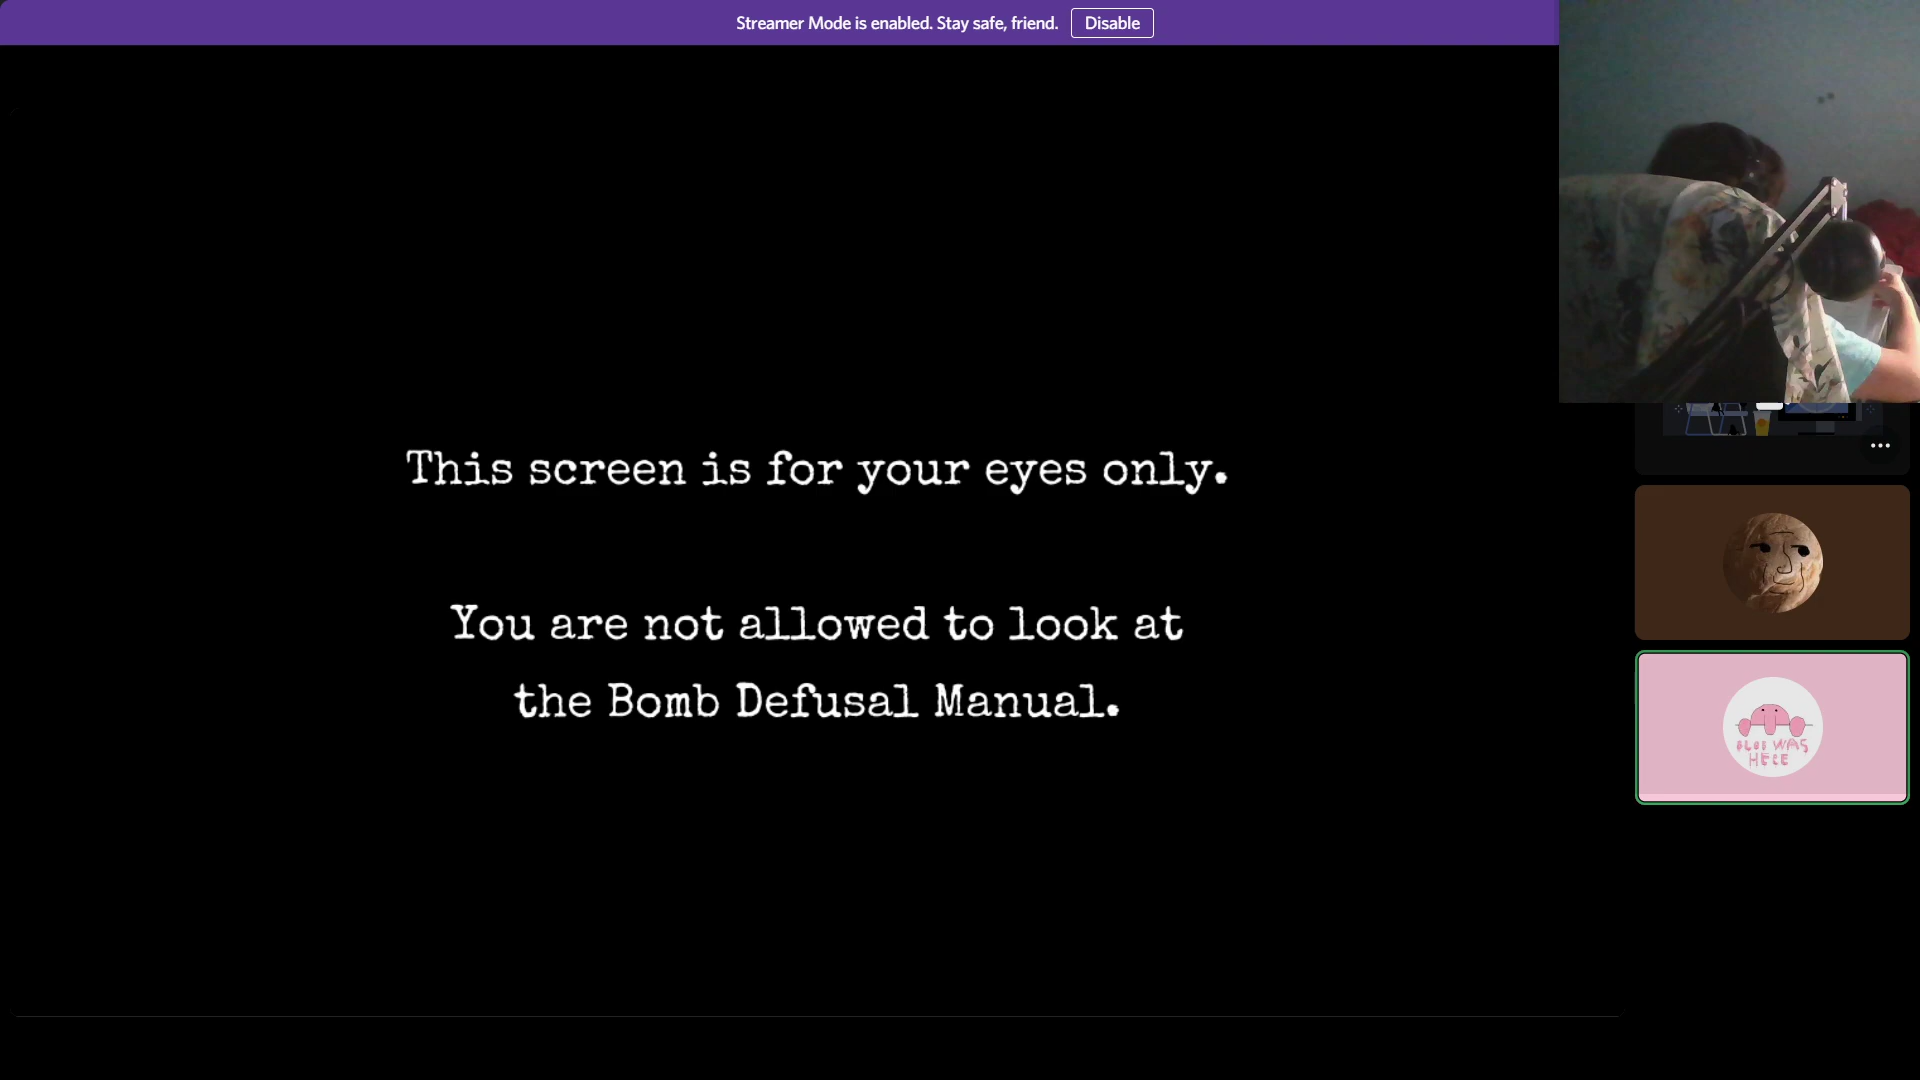 Streamer Mode is enabled. Stay safe, friend. Disable
This screen is for your eyes only.
You are not allowed to look at
the Bomb Defusal Manual.
WAS
HERE